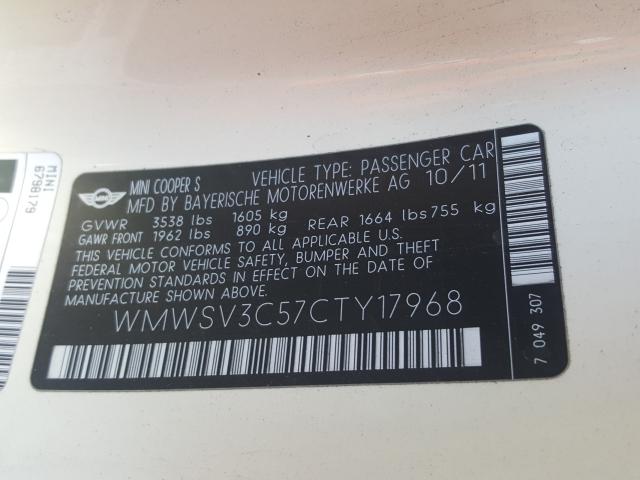 MINI
MINI COOPER S VEHICLE TYPE: PASSENGER CAR
MFD BY BAYERISCHE MOTORENWERKE AG 10/11
GVWR 3538 lbs 1605 kg
GAWR FRONT 1962 lbs 890 kg REAR 1664 lbs 755 kg
THIS VEHICLE CONFORMS TO ALL APPLICABLE U.S.
FEDERAL MOTOR VEHICLE SAFETY, BUMPER AND THEFT
PREVENTION STANDARDS IN EFFECT ON THE DATE OF
MANUFACTURE SHOWN ABOVE.
WMWSV3C57CTY17968
7 049 307
MINI
6798179